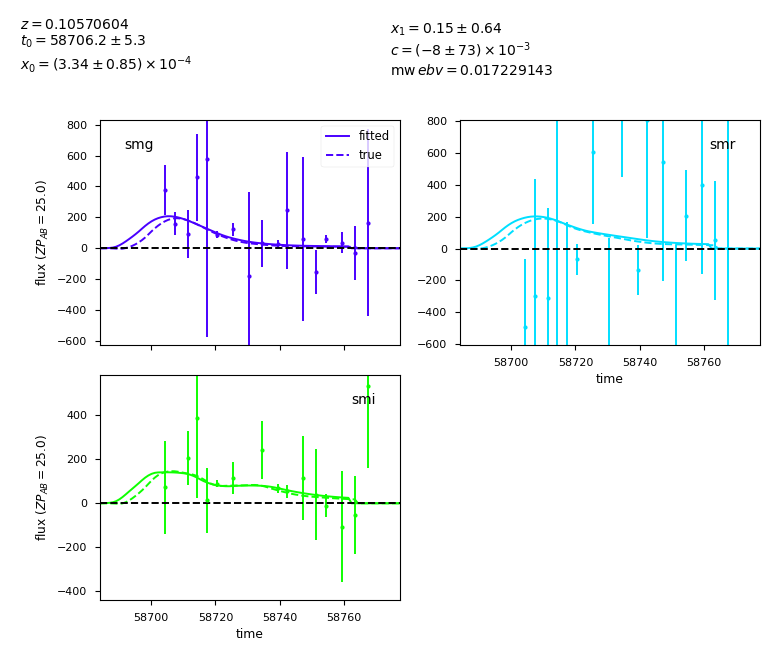 z = 0.10570604
t₀ = 58706.2 ± 5.3
x₀ = (3.34 ± 0.85) × 10⁻⁴
x₁ = 0.15 ± 0.64
c = (−8 ± 73) × 10⁻³
mw ebv = 0.017229143
smg
fitted
true
800
600
400
200
0
−200
−400
−600
flux (ZP_AB = 25.0)
smr
800
600
400
200
0
−200
−400
−600
58700 58720 58740 58760
time
smi
400
200
0
−200
−400
flux (ZP_AB = 25.0)
58700 58720 58740 58760
time